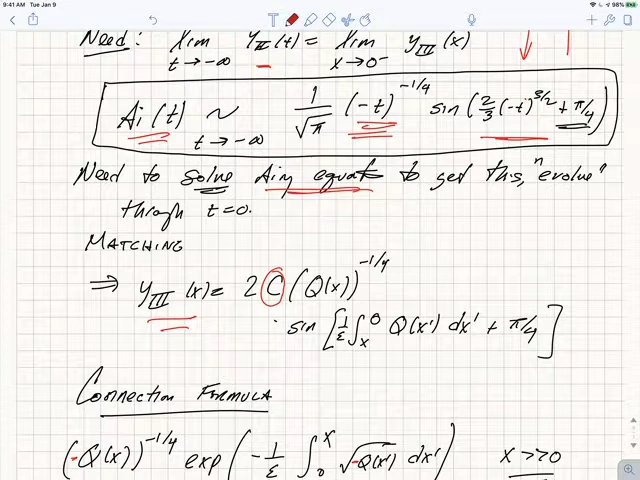 9:41 AM Tue Jan 9
98%
Need: Lim t→-∞ y_II(t) = Lim x→0⁻ y_III(x)
Ai(t) ~ t→-∞ 1/√π (-t)^(-1/4) sin(2/3 (-t)^(3/2) + π/4)
Need to solve Airy equat to get this, "evolve"
through t=0.
MATCHING
⇒ y_III(x) = 2C (Q(x))^(-1/4)
· sin[1/ε ∫_x^0 Q(x') dx' + π/4]
CONNECTION FORMULA
(-Q(x))^(-1/4) exp(-1/ε ∫_0^x √-Q(x') dx') x>>0